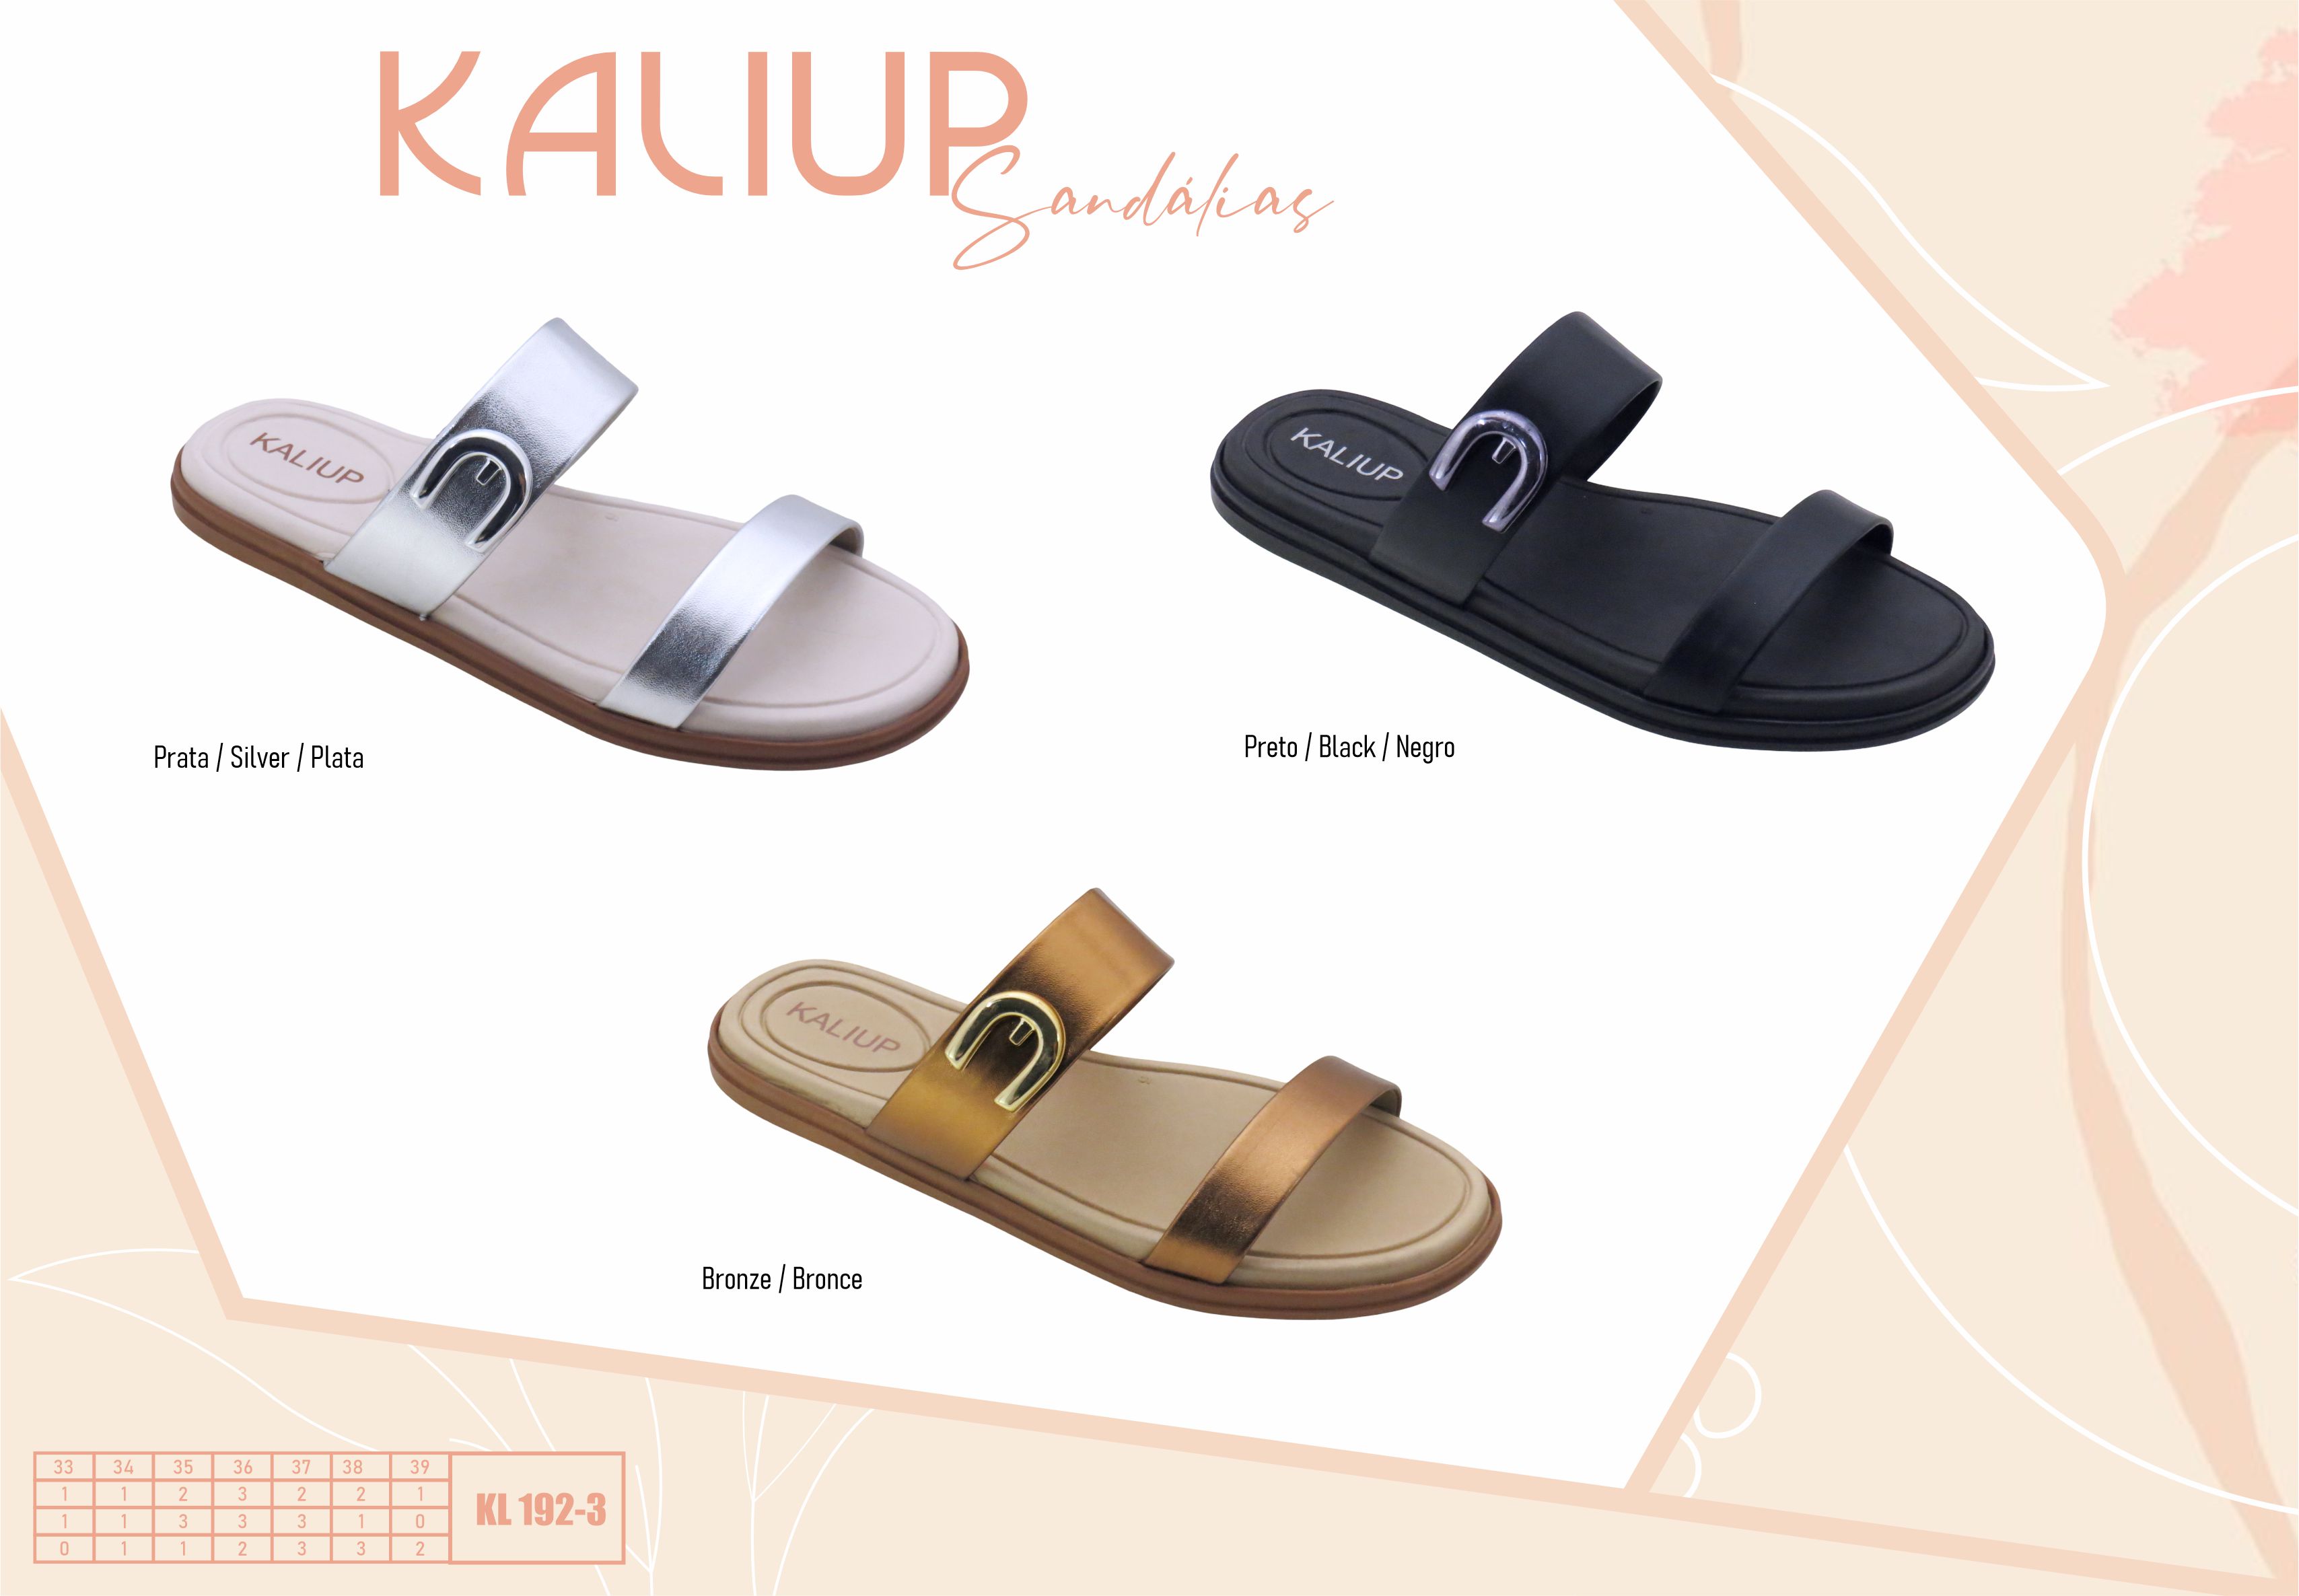 KALIUP
Sandálias
KALIUP
KALIUP
Prata / Silver / Plata
Preto / Black / Negro
KALIUP
Bronze / Bronce
33 34 35 36 37 38 39
1 1 2 3 2 2 1
1 1 3 3 3 1 0
0 1 1 2 3 3 2
KL 192-3